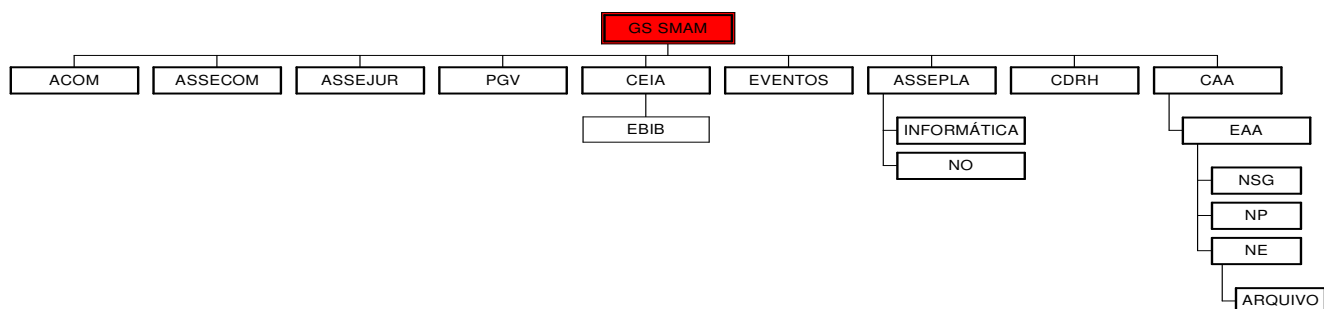 GS SMAM
ACOM
ASSECOM
ASSEJUR
PGV
CEIA
EVENTOS
ASSEPLA
CDRH
CAA
EBIB
INFORMÁTICA
NO
EAA
NSG
NP
NE
ARQUIVO